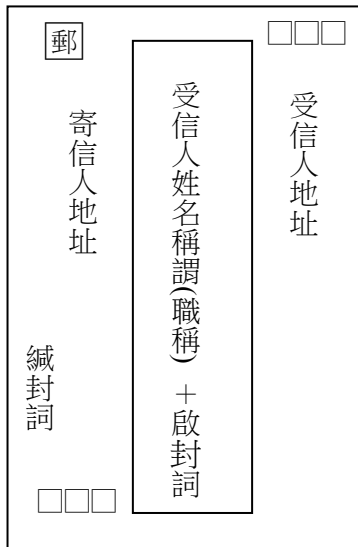 □□□
受信人地址
受信人姓名稱謂(職稱) +啟封詞
郵
寄信人地址
緘封詞
□□□